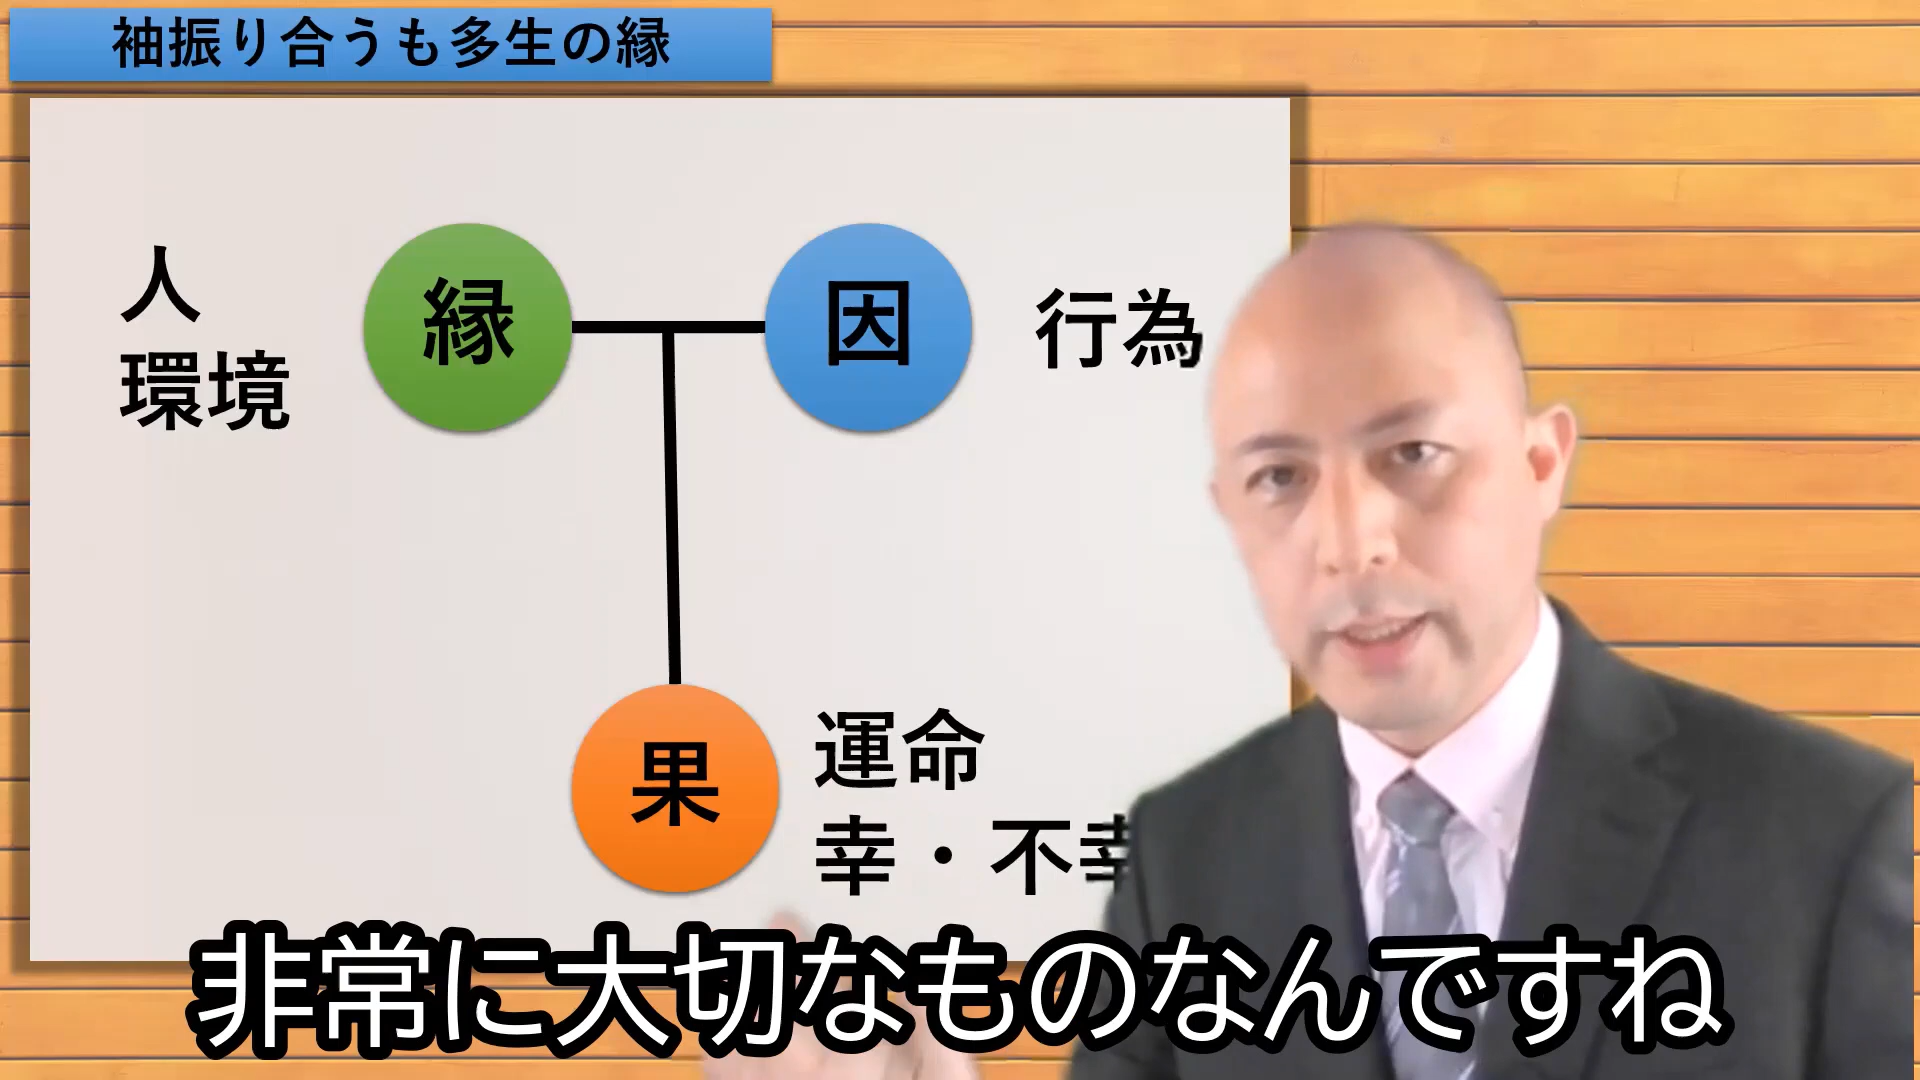 袖振り合うも多生の縁
人
環境
縁
因
行為
果
運命
幸・不幸
非常に大切なものなんですね